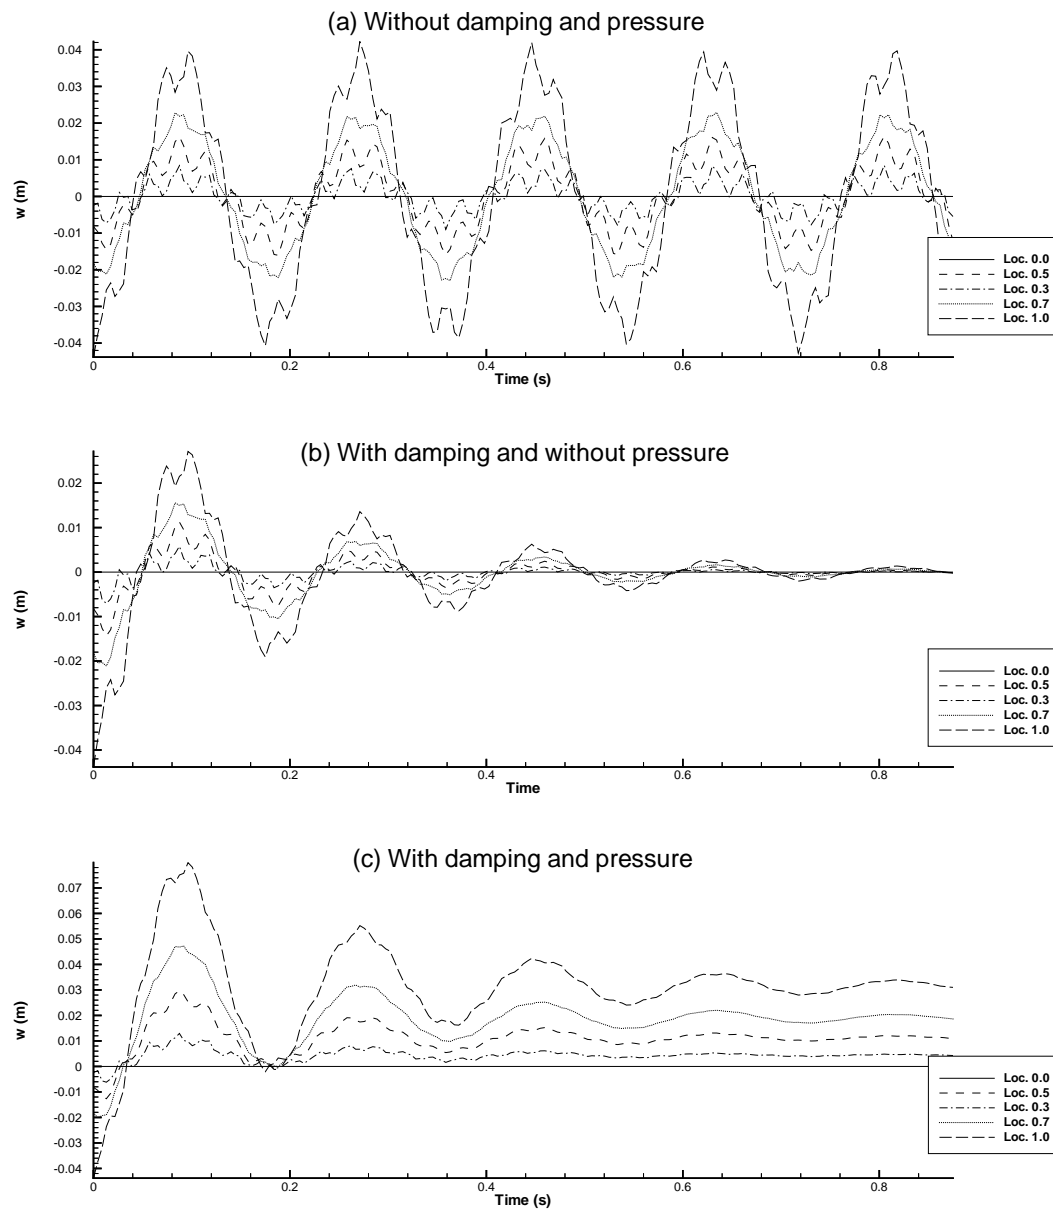 (a) Without damping and pressure
0.04
0.03
0.02
0.01
0
-0.01
-0.02
-0.03
-0.04
w (m)
0
0.2
0.4
0.6
0.8
Time (s)
Loc. 0.0
Loc. 0.5
Loc. 0.3
Loc. 0.7
Loc. 1.0
(b) With damping and without pressure
0.02
0.01
0
-0.01
-0.02
-0.03
-0.04
w (m)
0
0.2
0.4
0.6
0.8
Time
Loc. 0.0
Loc. 0.5
Loc. 0.3
Loc. 0.7
Loc. 1.0
(c) With damping and pressure
0.07
0.06
0.05
0.04
0.03
0.02
0.01
0
-0.01
-0.02
-0.03
-0.04
w (m)
0
0.2
0.4
0.6
0.8
Time (s)
Loc. 0.0
Loc. 0.5
Loc. 0.3
Loc. 0.7
Loc. 1.0